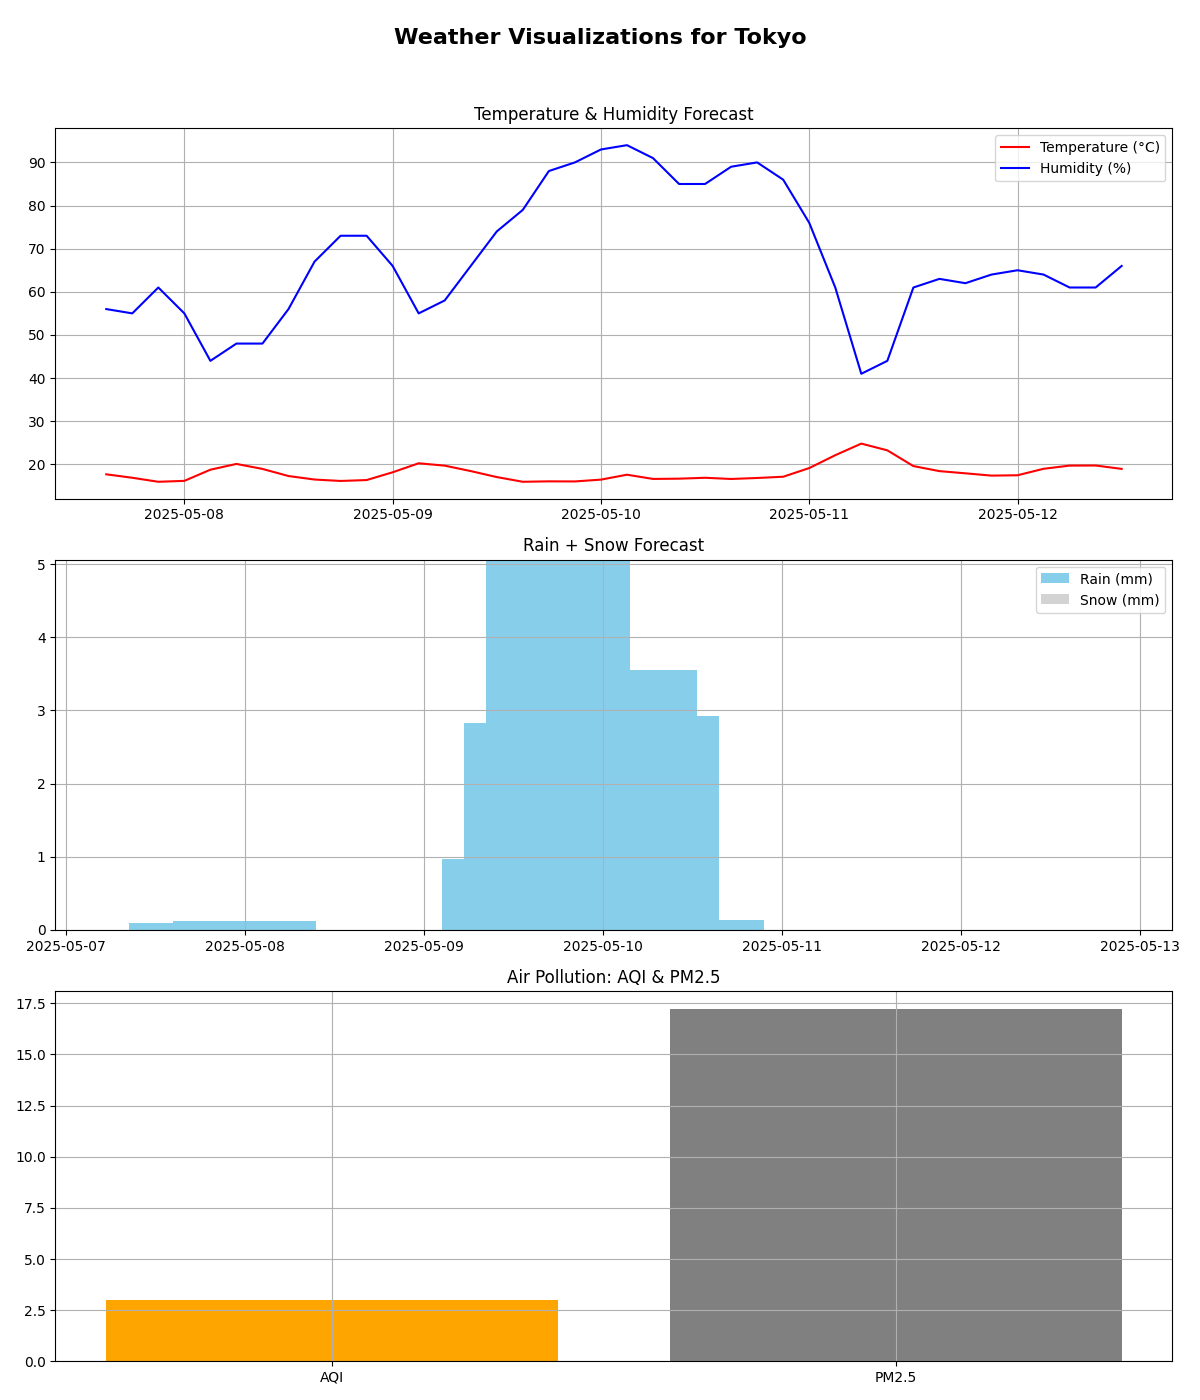 Weather Visualizations for Tokyo
Temperature & Humidity Forecast
Temperature (°C)
Humidity (%)
90
80
70
60
50
40
30
20
2025-05-08 2025-05-09 2025-05-10 2025-05-11 2025-05-12
Rain + Snow Forecast
Rain (mm)
Snow (mm)
5
4
3
2
1
0
2025-05-07 2025-05-08 2025-05-09 2025-05-10 2025-05-11 2025-05-12 2025-05-13
Air Pollution: AQI & PM2.5
17.5
15.0
12.5
10.0
7.5
5.0
2.5
0.0
AQI PM2.5